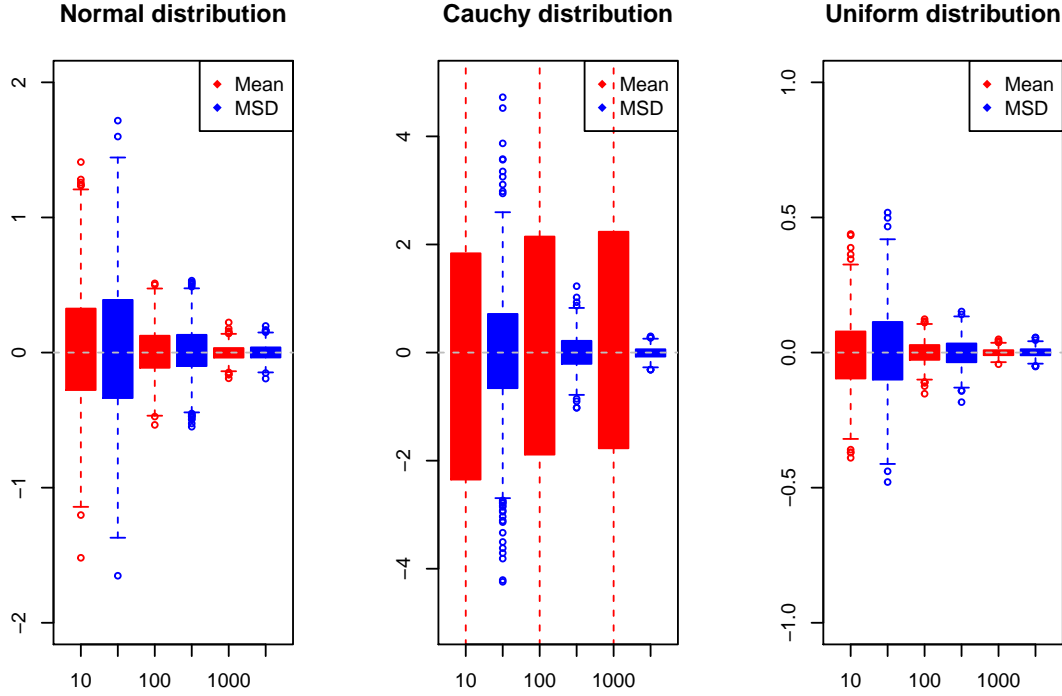 Normal distribution
Mean
MSD
2
1
0
−1
−2
10 100 1000
Cauchy distribution
Mean
MSD
4
2
0
−2
−4
10 100 1000
Uniform distribution
Mean
MSD
1.0
0.5
0.0
−0.5
−1.0
10 100 1000